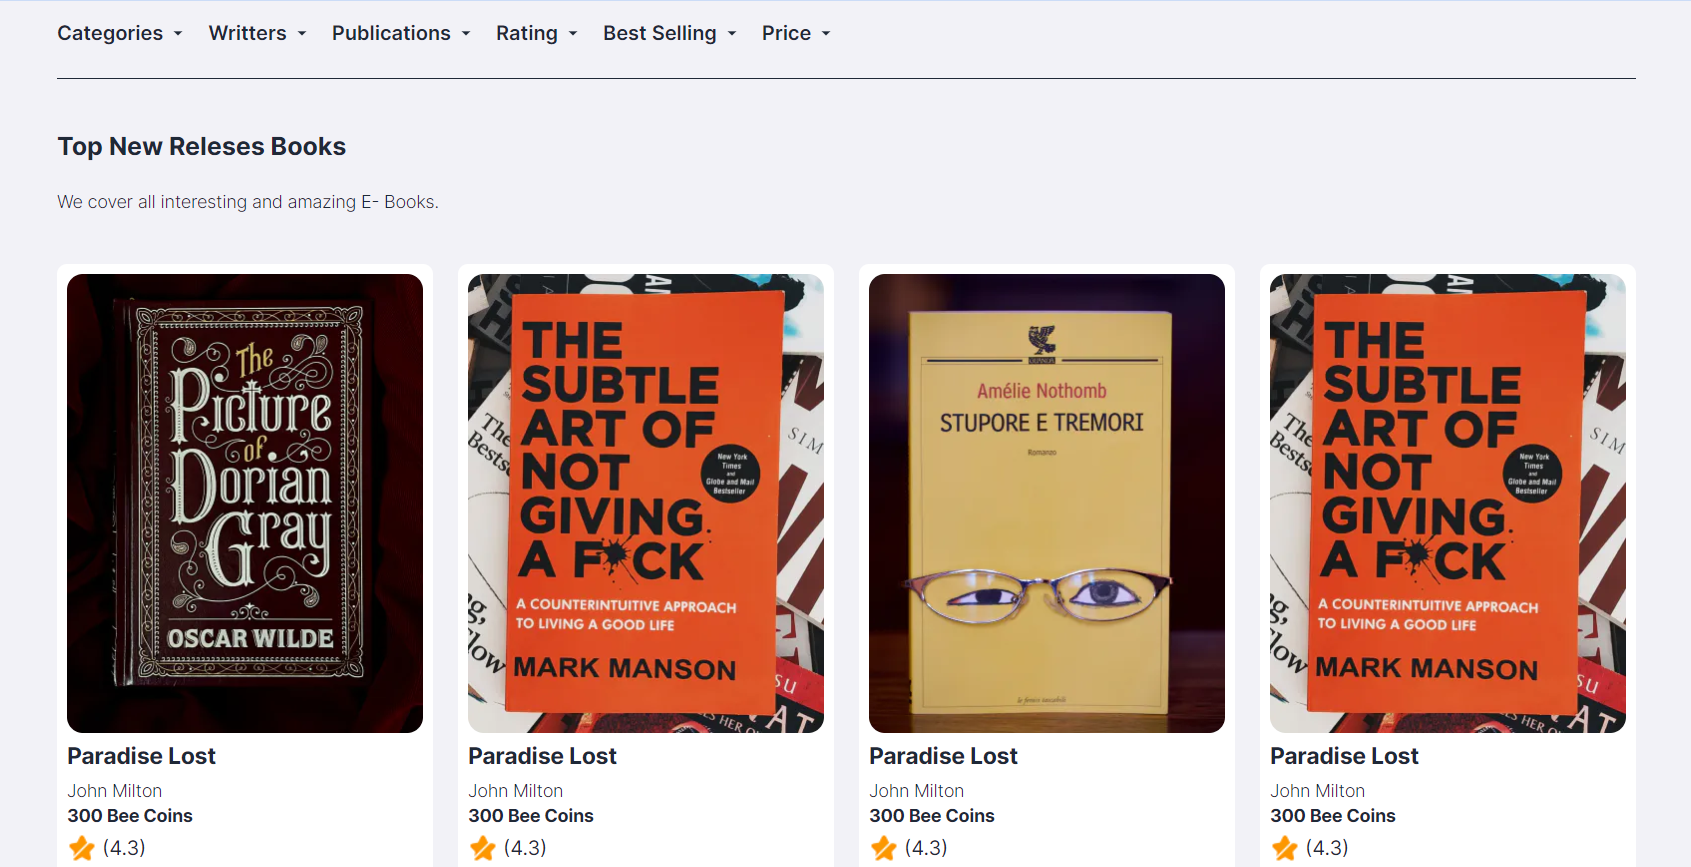 Categories Writters Publications Rating Best Selling Price
Top New Releses Books
We cover all interesting and amazing E- Books.
The
Picture
of
Dorian
Gray
OSCAR WILDE
Paradise Lost
John Milton
300 Bee Coins
(4.3)
THE
SUBTLE
ART OF
NOT
GIVING
A F*CK
New York
Times
and
Globe and Mail
Bestseller
A COUNTERINTUITIVE APPROACH
TO LIVING A GOOD LIFE
MARK MANSON
The
SIM
Paradise Lost
John Milton
300 Bee Coins
(4.3)
Amélie Nothomb
STUPORE E TREMORI
Romanzo
Paradise Lost
John Milton
300 Bee Coins
(4.3)
THE
SUBTLE
ART OF
NOT
GIVING
A F*CK
New York
Times
and
Globe and Mail
Bestseller
A COUNTERINTUITIVE APPROACH
TO LIVING A GOOD LIFE
MARK MANSON
The
SIM
Paradise Lost
John Milton
300 Bee Coins
(4.3)